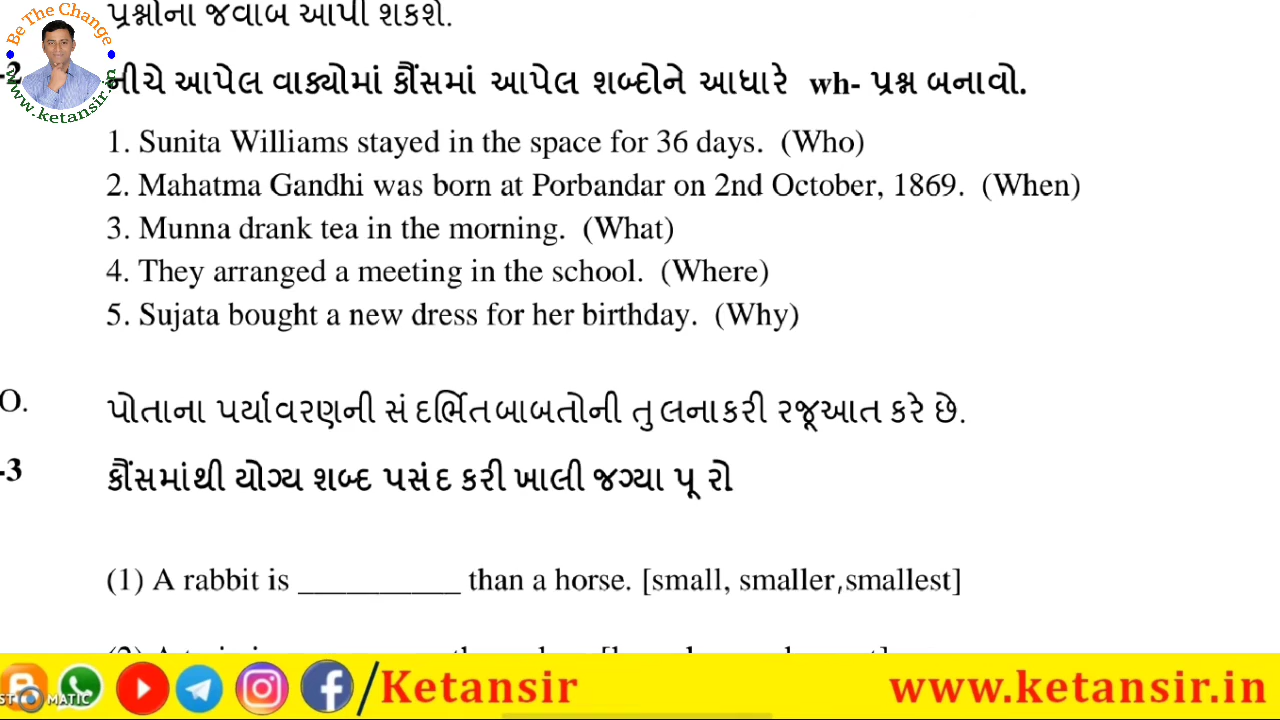 પ્રશ્નોના જવાબ આપી શકશે.
Be The Change
www.ketansir.in
-2 નીચે આપેલ વાક્યોમાં કૌંસમાં આપેલ શબ્દોને આધારે wh- પ્રશ્ન બનાવો.
1. Sunita Williams stayed in the space for 36 days. (Who)
2. Mahatma Gandhi was born at Porbandar on 2nd October, 1869. (When)
3. Munna drank tea in the morning. (What)
4. They arranged a meeting in the school. (Where)
5. Sujata bought a new dress for her birthday. (Why)
O. પોતાના પર્યાવરણની સંદર્ભિત બાબતોની તુલના કરી રજૂઆત કરે છે.
-3 કૌંસમાંથી યોગ્ય શબ્દ પસંદ કરી ખાલી જગ્યા પૂરો
(1) A rabbit is __________ than a horse. [small, smaller,smallest]
/Ketansir www.ketansir.in